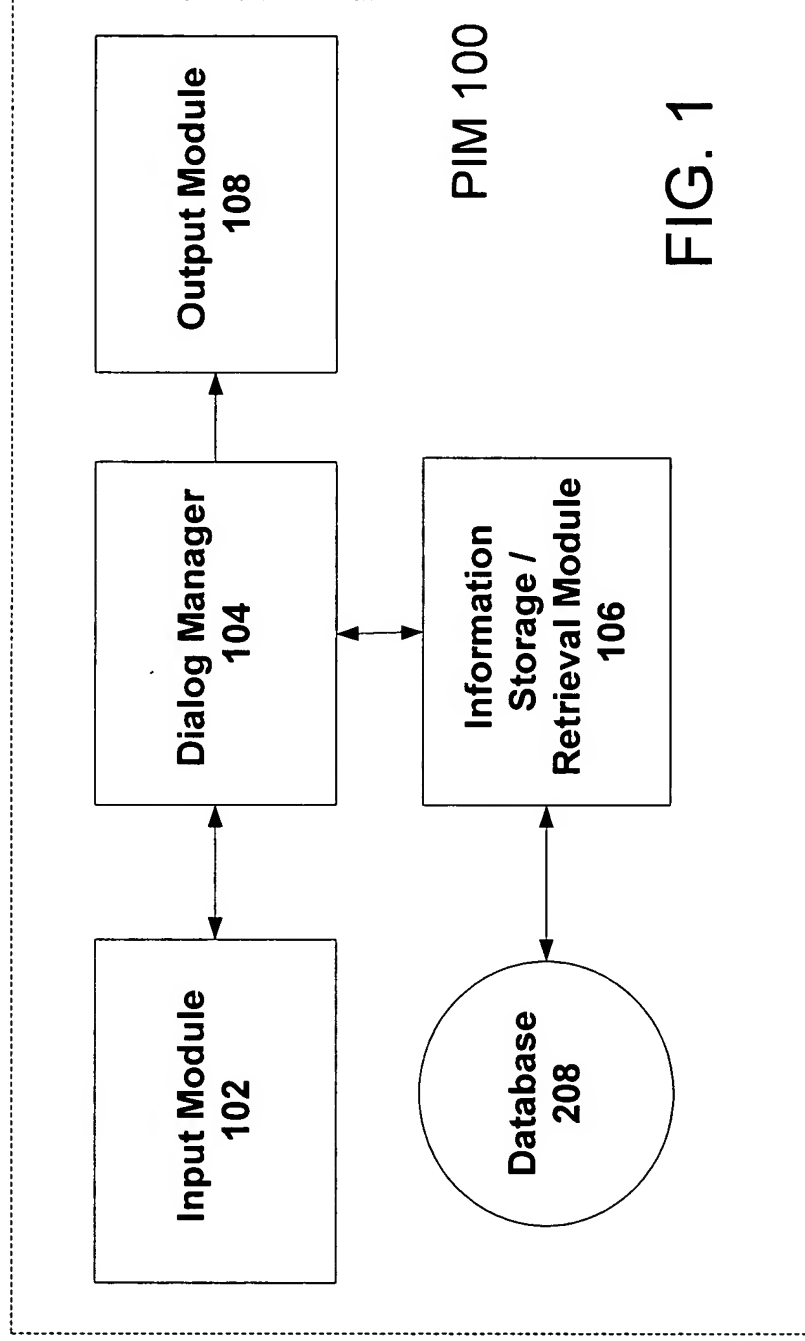 Input Module
102
Dialog Manager
104
Output Module
108
Database
208
Information
Storage /
Retrieval Module
106
PIM 100
FIG. 1